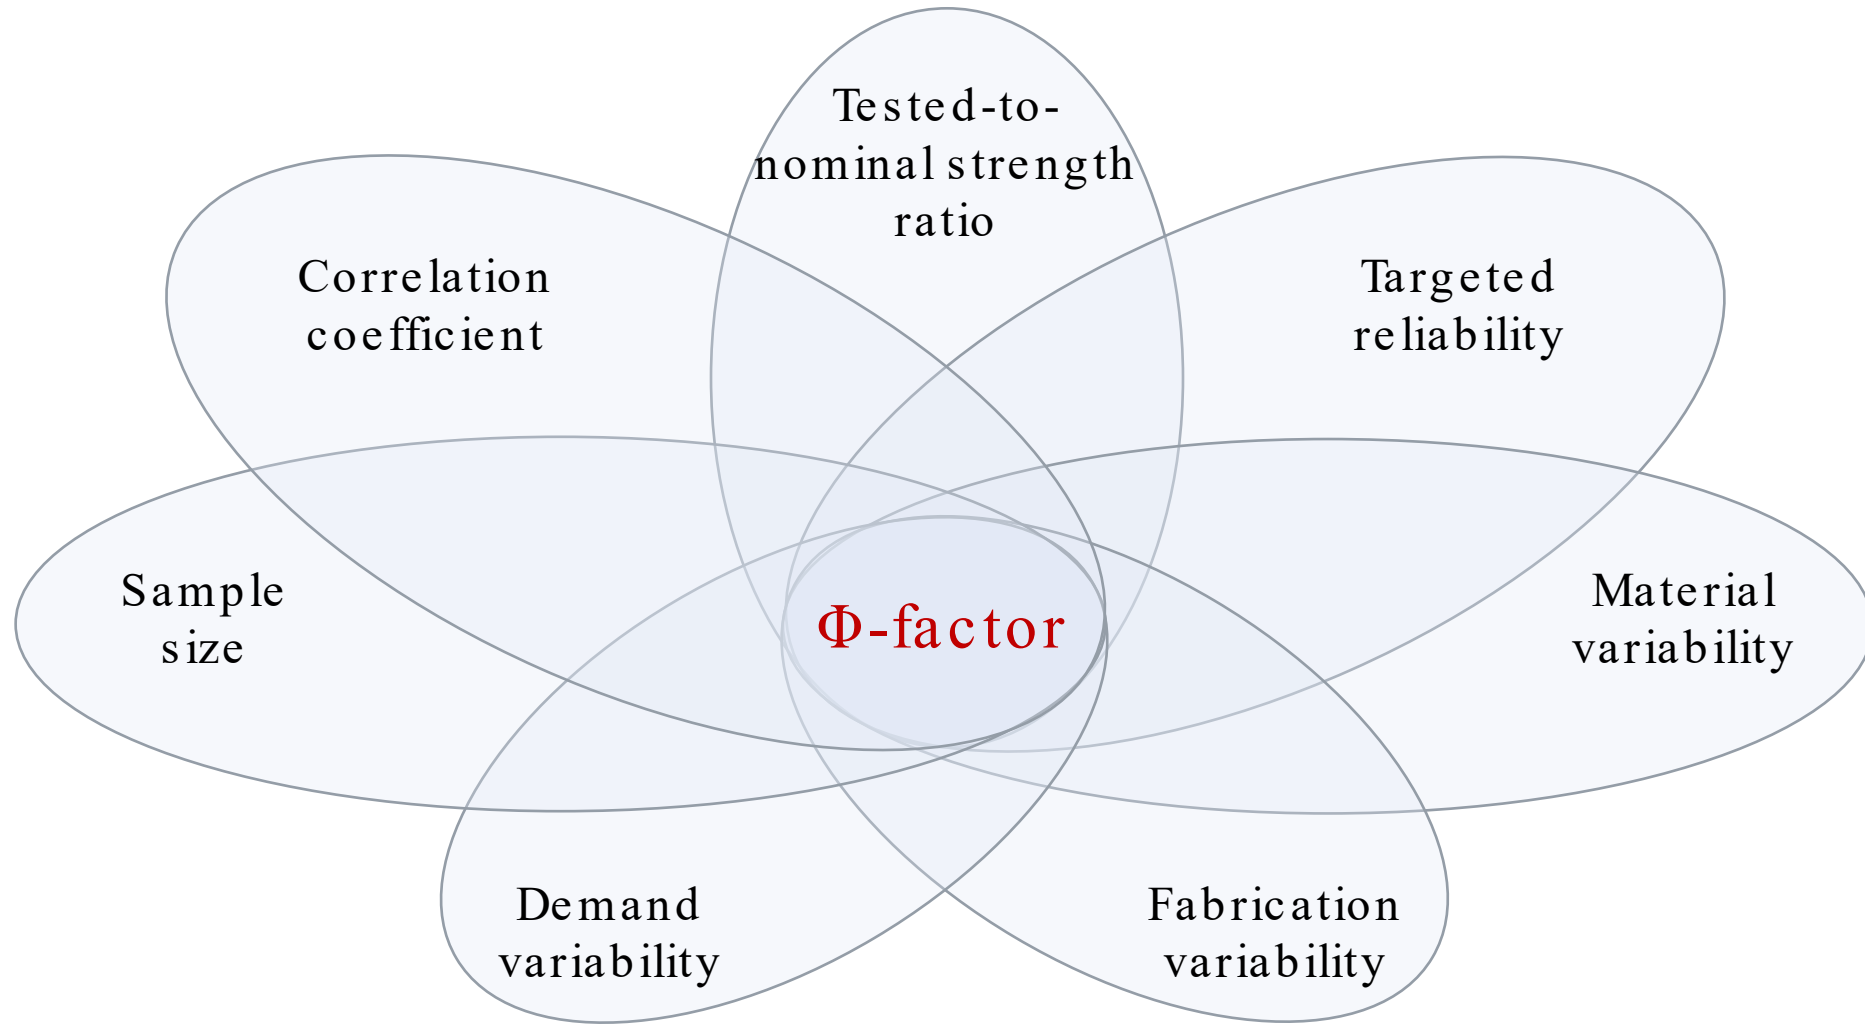 Tested-to-
nominal strength
ratio
Correlation
coefficient
Targeted
reliability
Sample
size
Φ-factor
Material
variability
Demand
variability
Fabrication
variability